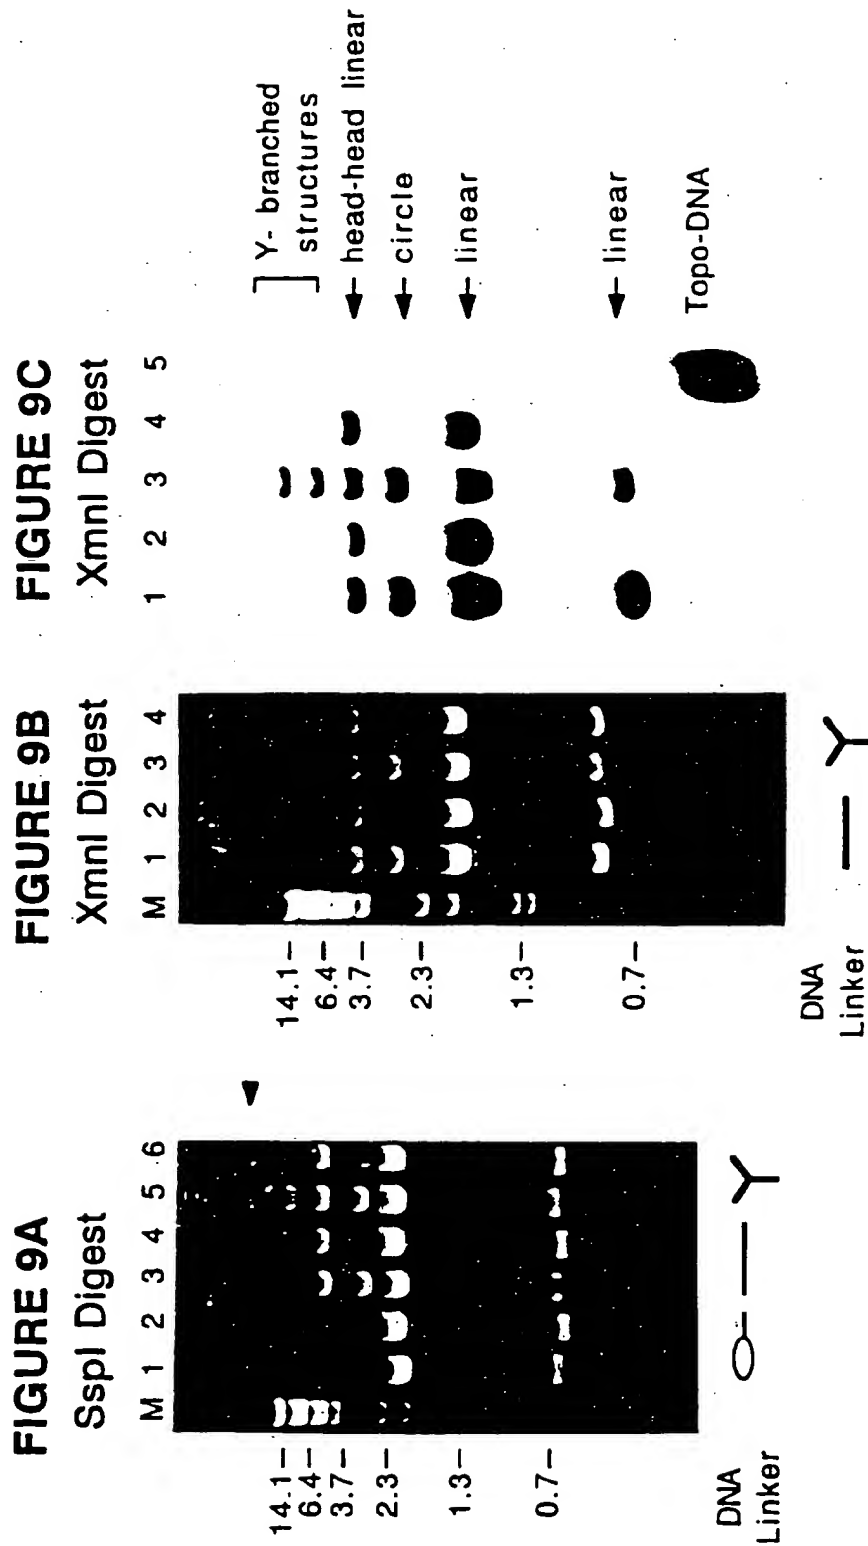 FIGURE 9A
SspI Digest
M 1 2 3 4 5 6
14.1
6.4
3.7
2.3
1.3
0.7
DNA
Linker
FIGURE 9B
XmnI Digest
M 1 2 3 4
14.1
6.4
3.7
2.3
1.3
0.7
DNA
Linker
FIGURE 9C
XmnI Digest
1 2 3 4 5
Y- branched
structures
head-head linear
circle
linear
linear
Topo-DNA